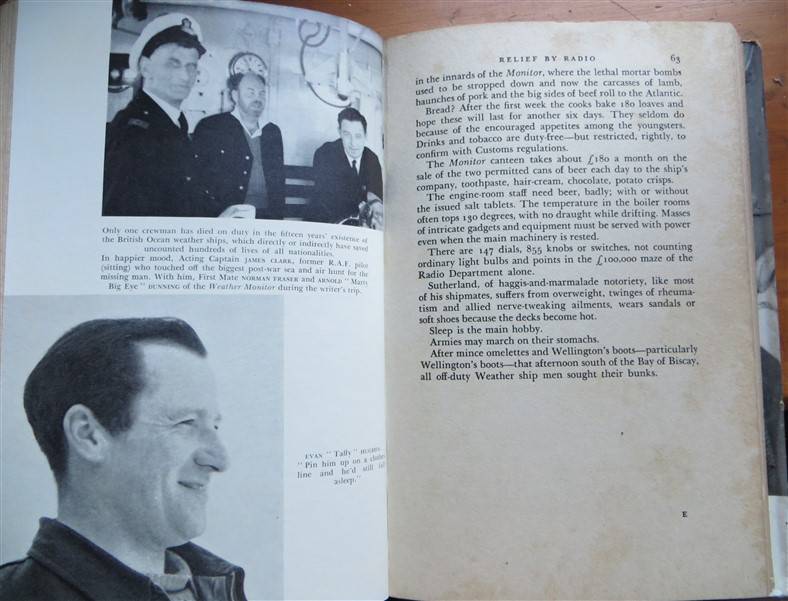 Only one crewman has died on duty in the fifteen years' existence of
the British Ocean weather ships, which directly or indirectly have saved
uncounted hundreds of lives of all nationalities.
In happier mood, Acting Captain JAMES CLARK, former R.A.F. pilot
(sitting) who touched off the biggest post-war sea and air hunt for the
missing man. With him, First Mate NORMAN FRASER and ARNOLD "Marty
Big Eye" DUNNING of the Weather Monitor during the writer's trip.
EVAN "Taffy" HUGHES
"Pin him up on a clothes
line and he'd still fall
asleep."
RELIEF BY RADIO 63
in the innards of the Monitor, where the lethal mortar bombs
used to be stropped down and now the carcasses of lamb,
haunches of pork and the big sides of beef roll to the Atlantic.
Bread? After the first week the cooks bake 180 loaves and
hope these will last for another six days. They seldom do
because of the encouraged appetites among the youngsters.
Drinks and tobacco are duty-free—but restricted, rightly, to
confirm with Customs regulations.
The Monitor canteen takes about £180 a month on the
sale of the two permitted cans of beer each day to the ship's
company, toothpaste, hair-cream, chocolate, potato crisps.
The engine-room staff need beer, badly; with or without
the issued salt tablets. The temperature in the boiler rooms
often tops 130 degrees, with no draught while drifting. Masses
of intricate gadgets and equipment must be served with power
even when the main machinery is rested.
There are 147 dials, 855 knobs or switches, not counting
ordinary light bulbs and points in the £100,000 maze of the
Radio Department alone.
Sutherland, of haggis-and-marmalade notoriety, like most
of his shipmates, suffers from overweight, twinges of rheuma-
tism and allied nerve-tweaking ailments, wears sandals or
soft shoes because the decks become hot.
Sleep is the main hobby.
Armies may march on their stomachs.
After mince omelettes and Wellington's boots—particularly
Wellington's boots—that afternoon south of the Bay of Biscay,
all off-duty Weather ship men sought their bunks.
E